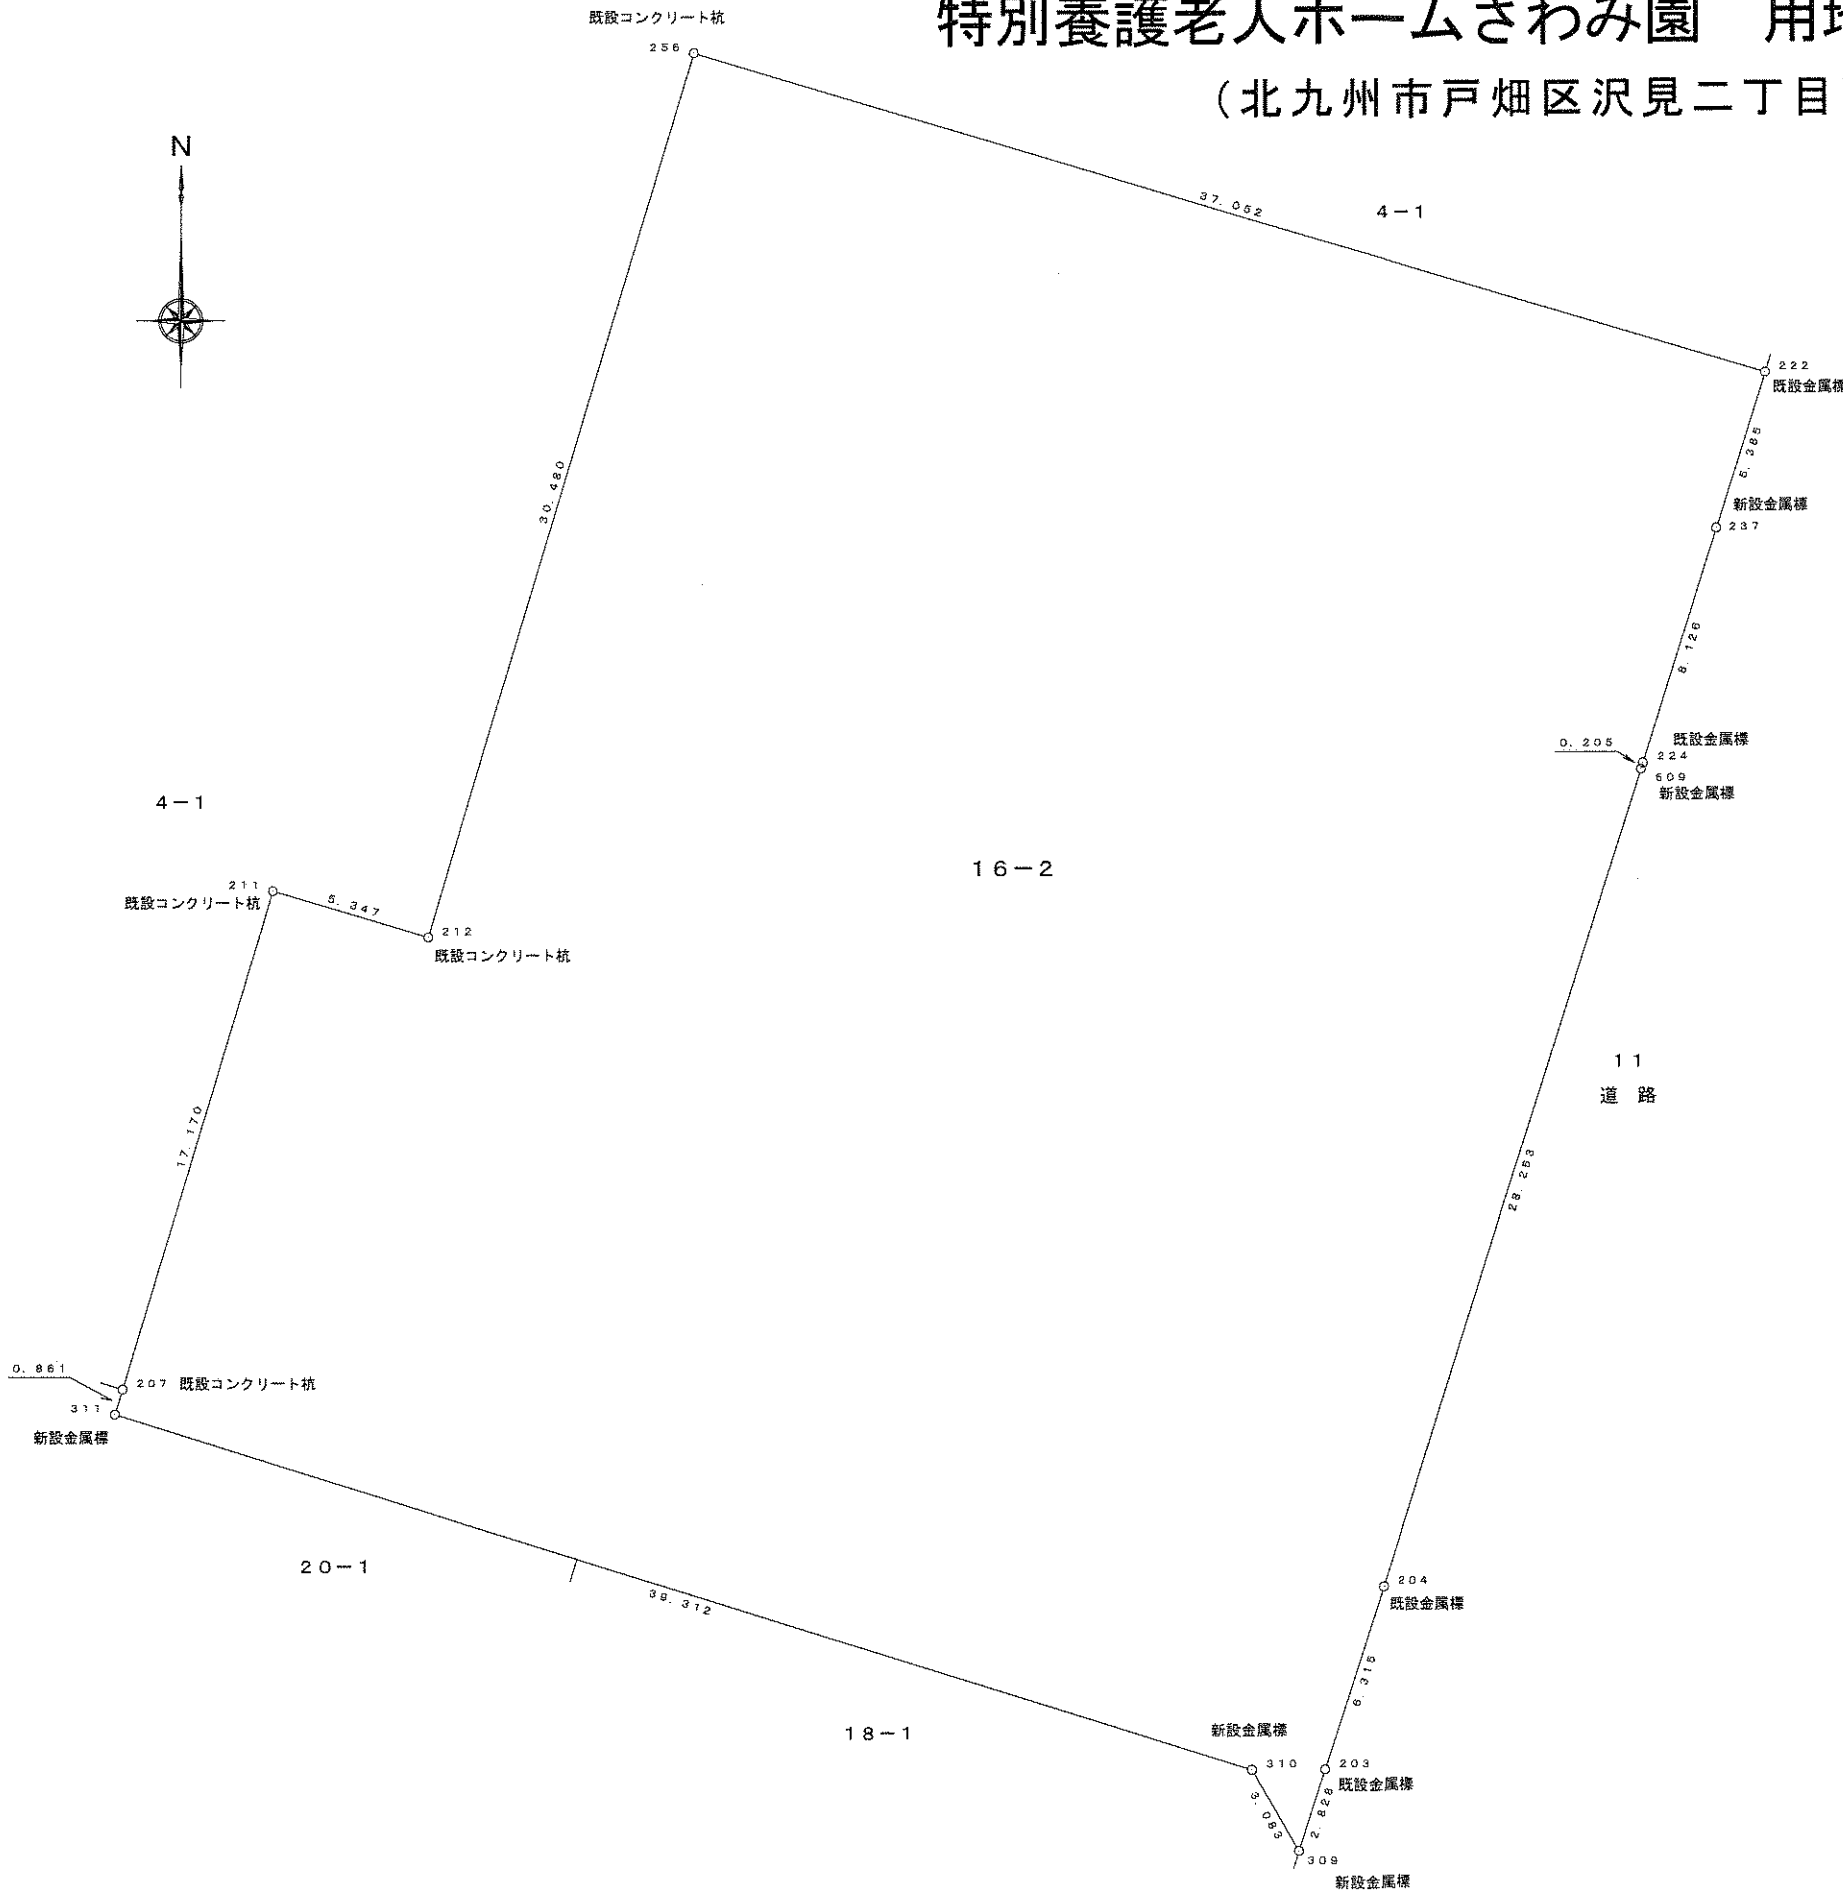 特別養護老人ホームさわみ園　用
(北九州市戸畑区沢見二丁目
既設コンクリート杭
256
N
37.052
4-1
222
既設金属標
5.385
30.480
新設金属標
237
8.126
0.205
既設金属標
224
609
新設金属標
4-1
16-2
211
既設コンクリート杭
5.347
212
既設コンクリート杭
11
道路
17.170
28.263
0.861
207 既設コンクリート杭
311
新設金属標
20-1
39.312
204
既設金属標
6.315
18-1
新設金属標
310
203
既設金属標
3.083
2.828
309
新設金属標